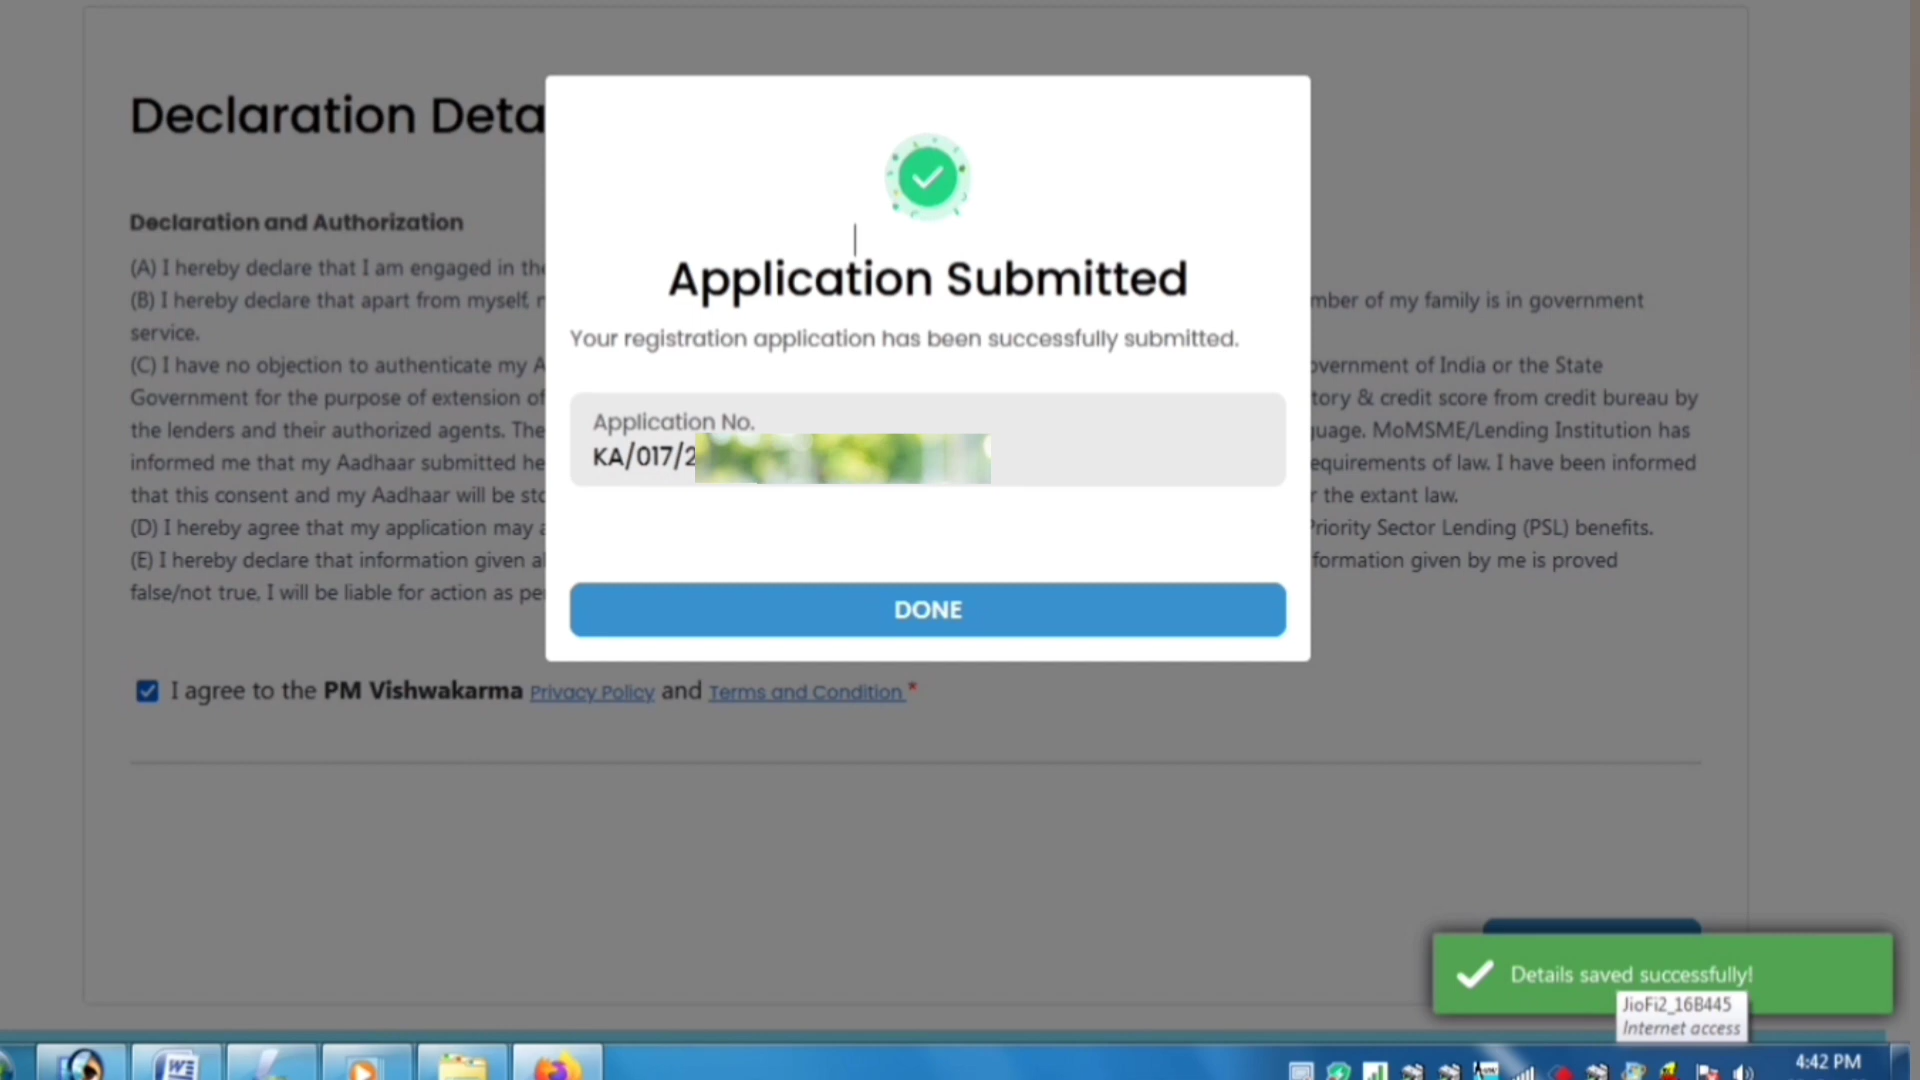 Declaration Deta
Declaration and Authorization
(A) I hereby declare that I am engaged in the
(B) I hereby declare that apart from myself, mber of my family is in government
service.
(C) I have no objection to authenticate my A overnment of India or the State
Government for the purpose of extension of tory & credit score from credit bureau by
the lenders and their authorized agents. The uage. MoMSME/Lending Institution has
informed me that my Aadhaar submitted he equirements of law. I have been informed
that this consent and my Aadhaar will be sto r the extant law.
(D) I hereby agree that my application may a Priority Sector Lending (PSL) benefits.
(E) I hereby declare that information given al formation given by me is proved
false/not true, I will be liable for action as pe
Application Submitted
Your registration application has been successfully submitted.
Application No.
KA/017/2
DONE
I agree to the PM Vishwakarma Privacy Policy and Terms and Condition *
Details saved successfully!
JioFi2_16B445
Internet access
4:42 PM